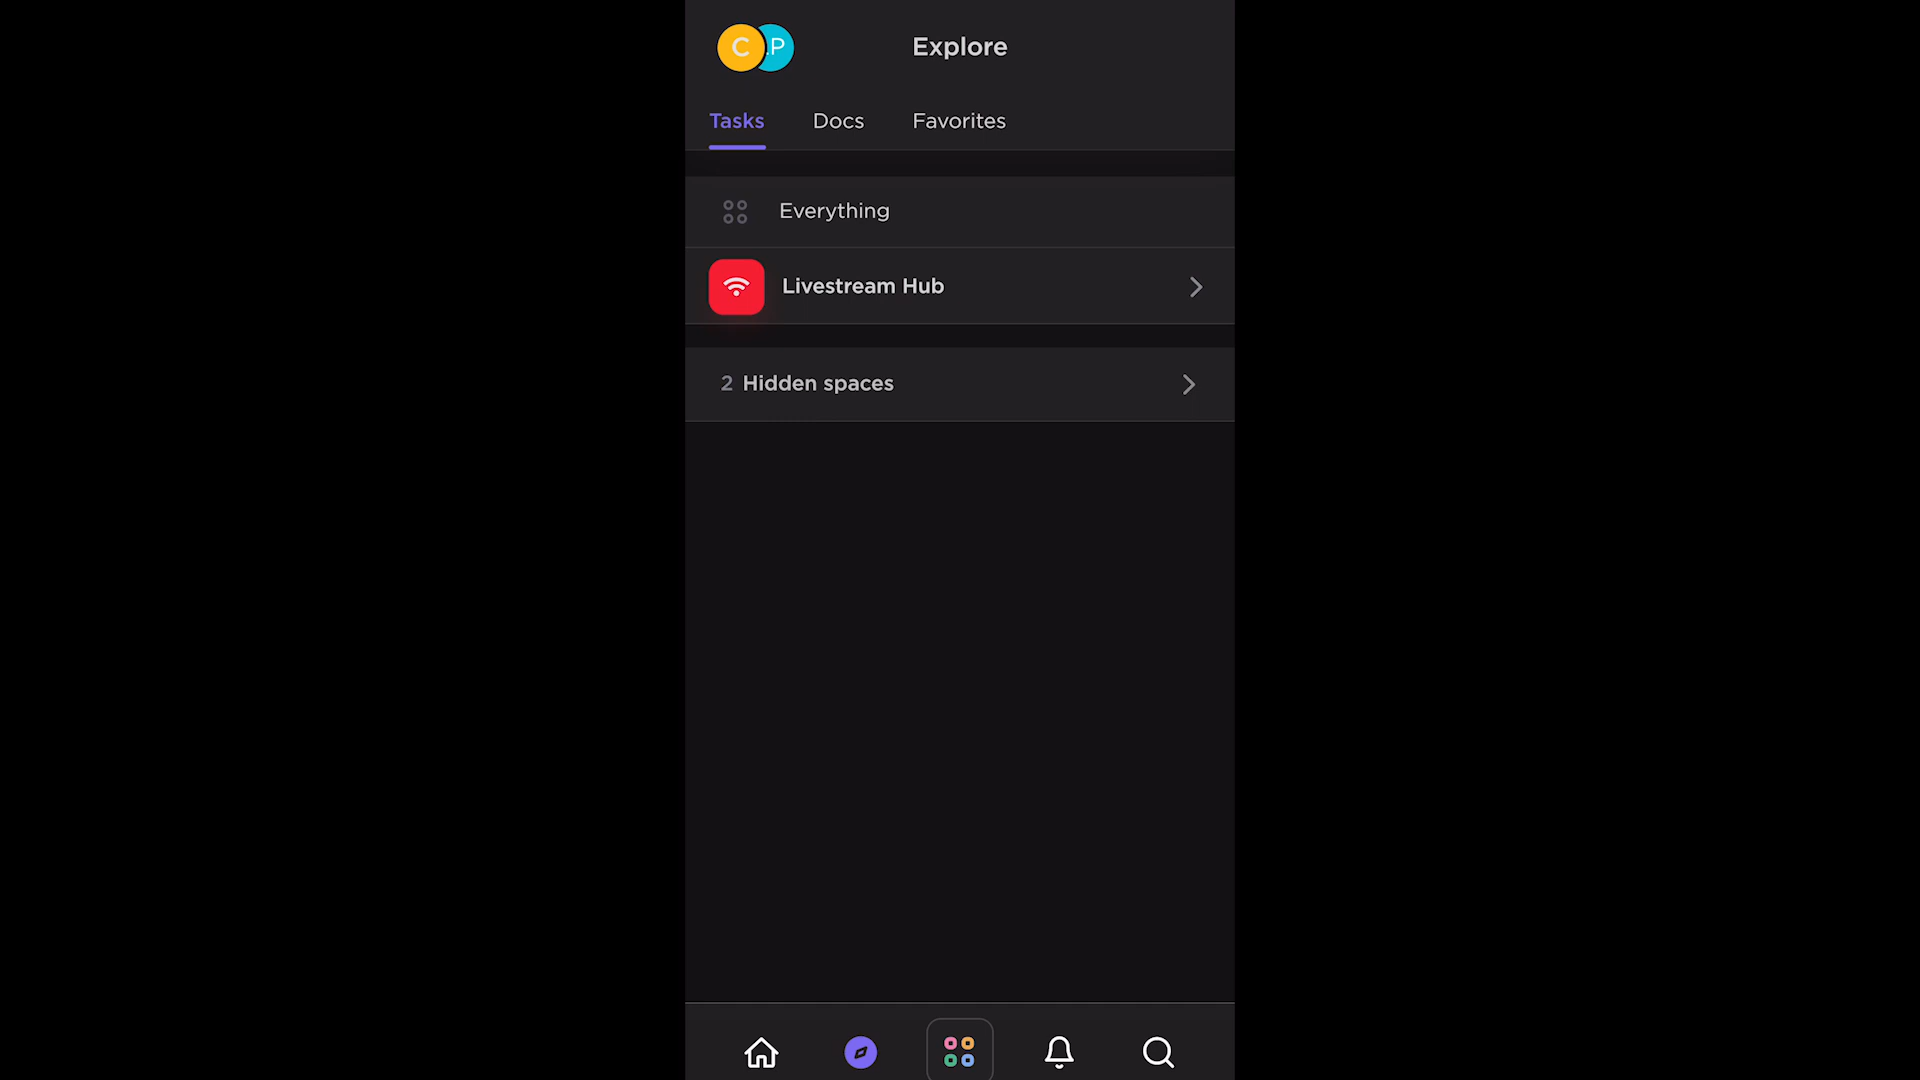 C .P
Explore
Tasks Docs Favorites
Everything
Livestream Hub
2 Hidden spaces